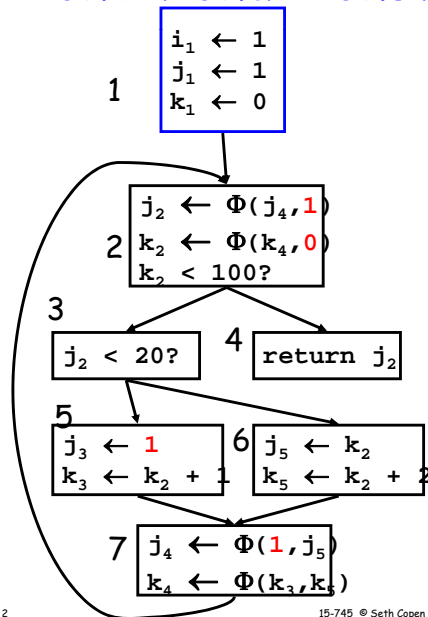 1
i₁ ← 1
j₁ ← 1
k₁ ← 0
2
j₂ ← Φ(j₄,1)
k₂ ← Φ(k₄,0)
k₂ < 100?
3
j₂ < 20?
4
return j₂
5
j₃ ← 1
k₃ ← k₂ + 1
6
j₅ ← k₂
k₅ ← k₂ + 2
7
j₄ ← Φ(1,j₅)
k₄ ← Φ(k₃,k₅)
2
15-745 © Seth Copen